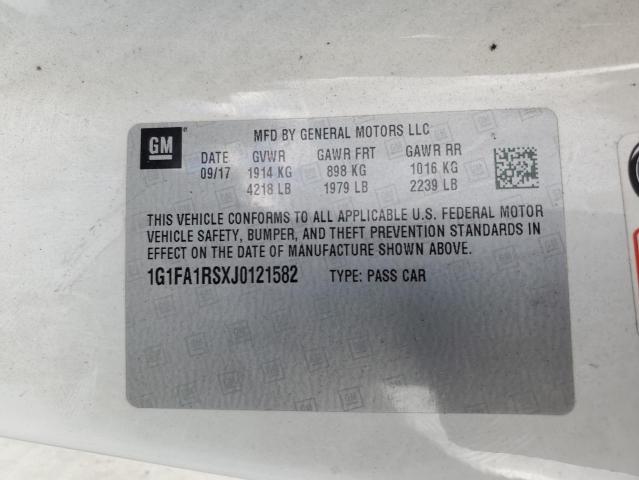 GM
MFD BY GENERAL MOTORS LLC
DATE GVWR GAWR FRT GAWR RR
09/17 1914 KG 898 KG 1016 KG
4218 LB 1979 LB 2239 LB
THIS VEHICLE CONFORMS TO ALL APPLICABLE U.S. FEDERAL MOTOR
VEHICLE SAFETY, BUMPER, AND THEFT PREVENTION STANDARDS IN
EFFECT ON THE DATE OF MANUFACTURE SHOWN ABOVE.
1G1FA1RSXJ0121582 TYPE: PASS CAR